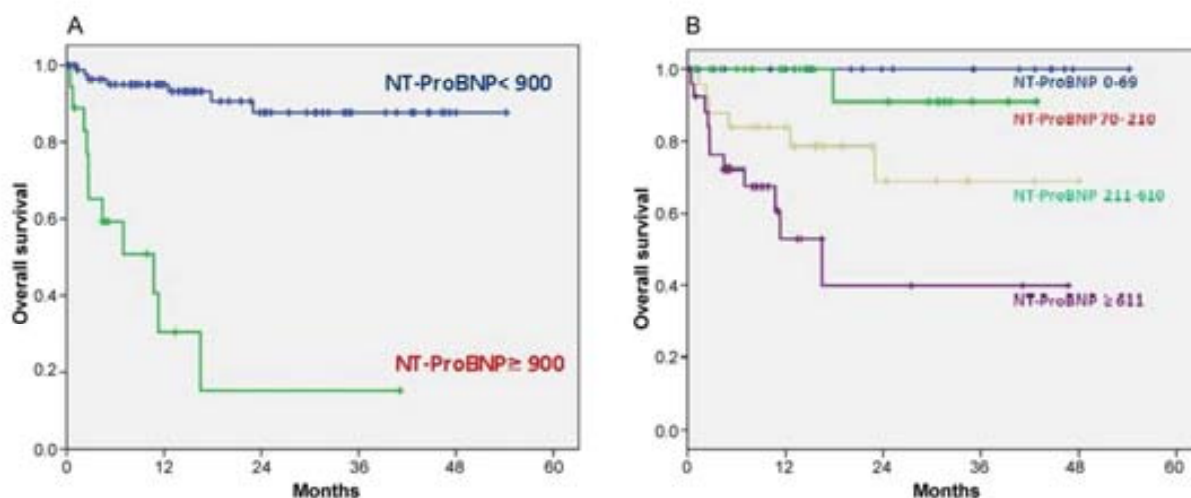 A
1.0
0.8
0.6
0.4
0.2
0.0
Overall survival
NT-ProBNP< 900
NT-ProBNP≥ 900
0 12 24 36 48 60
Months
B
1.0
0.8
0.6
0.4
0.2
0.0
Overall survival
NT-ProBNP 0-69
NT-ProBNP 70-210
NT-ProBNP 211-610
NT-ProBNP ≥611
0 12 24 36 48 60
Months